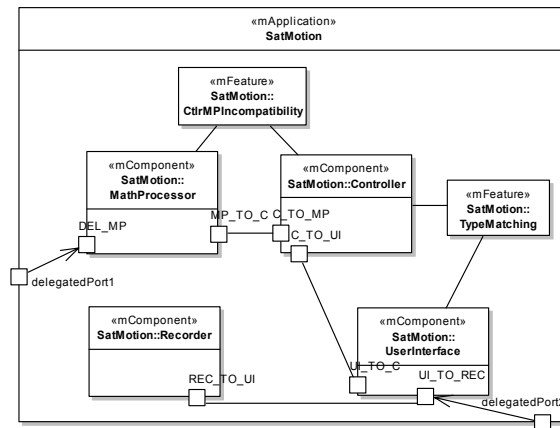 «mApplication»
SatMotion
«mFeature»
SatMotion::
CtlrMPIncompatibility
«mComponent»
SatMotion::
MathProcessor
«mComponent»
SatMotion::Controller
«mFeature»
SatMotion::
TypeMatching
DEL_MP
MP_TO_C
C_TO_MP
C_TO_UI
delegatedPort1
«mComponent»
SatMotion::Recorder
«mComponent»
SatMotion::
UserInterface
REC_TO_UI
UI_TO_C
UI_TO_REC
delegatedPort2